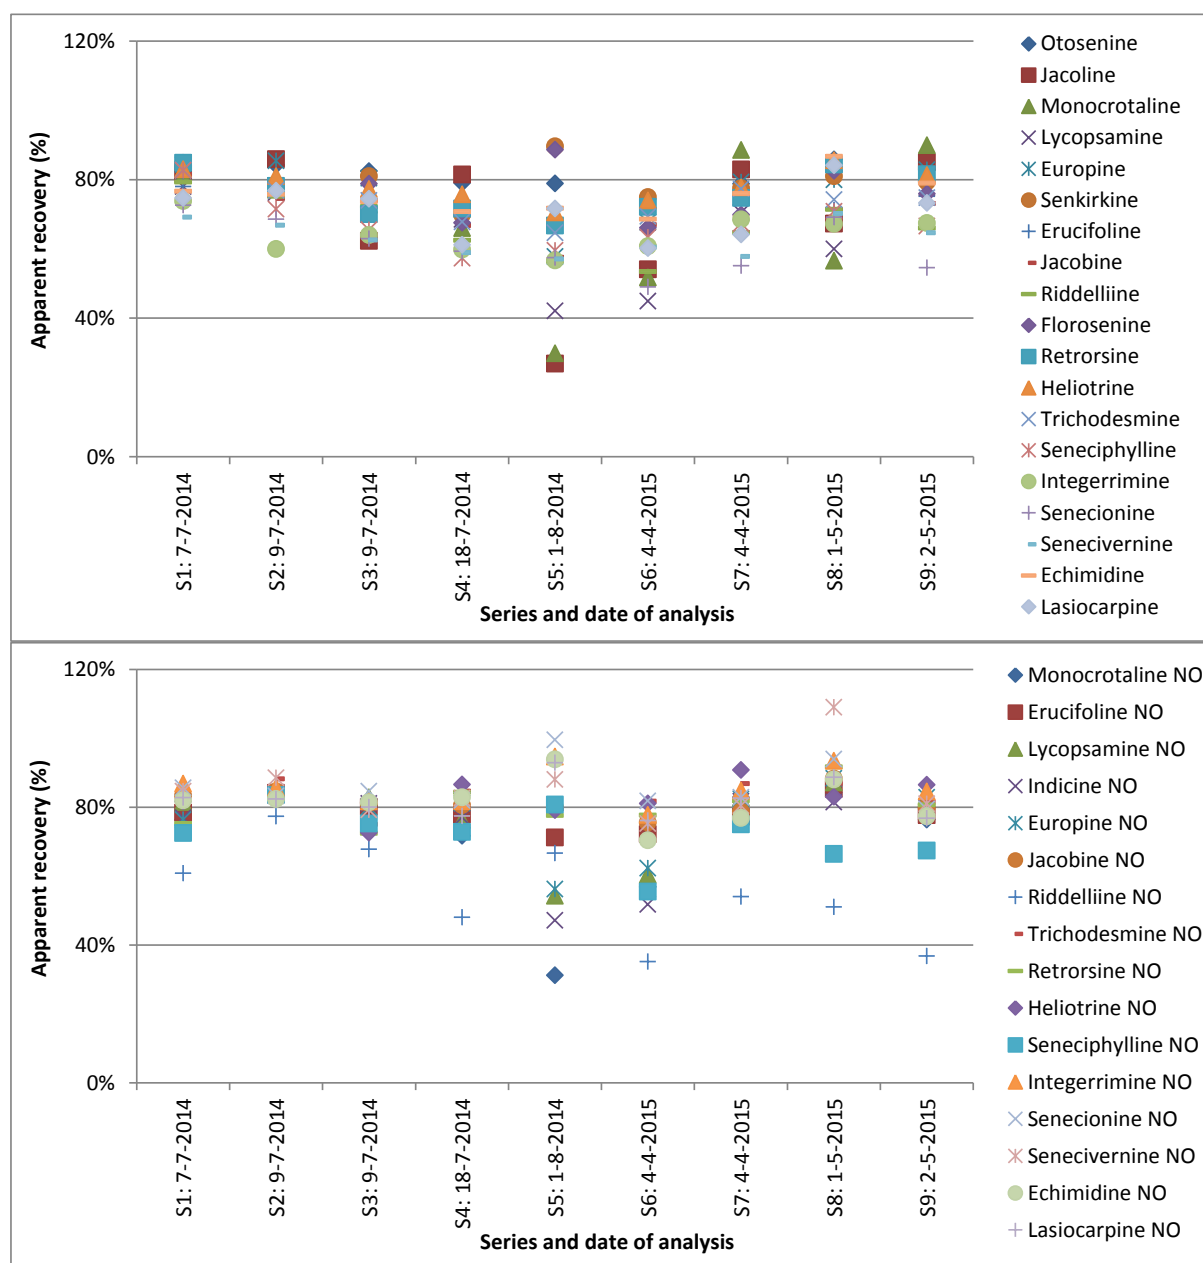 120%
80%
40%
0%
Apparent recovery (%)
S1: 7-7-2014
S2: 9-7-2014
S3: 9-7-2014
S4: 18-7-2014
S5: 1-8-2014
S6: 4-4-2015
S7: 4-4-2015
S8: 1-5-2015
S9: 2-5-2015
Series and date of analysis
Otosenine
Jacoline
Monocrotaline
Lycopsamine
Europine
Senkirkine
Erucifoline
Jacobine
Riddelliine
Florosenine
Retrorsine
Heliotrine
Trichodesmine
Seneciphylline
Integerrimine
Senecionine
Senecivernine
Echimidine
Lasiocarpine
120%
80%
40%
0%
Apparent recovery (%)
S1: 7-7-2014
S2: 9-7-2014
S3: 9-7-2014
S4: 18-7-2014
S5: 1-8-2014
S6: 4-4-2015
S7: 4-4-2015
S8: 1-5-2015
S9: 2-5-2015
Series and date of analysis
Monocrotaline NO
Erucifoline NO
Lycopsamine NO
Indicine NO
Europine NO
Jacobine NO
Riddelliine NO
Trichodesmine NO
Retrorsine NO
Heliotrine NO
Seneciphylline NO
Integerrimine NO
Senecionine NO
Senecivernine NO
Echimidine NO
Lasiocarpine NO